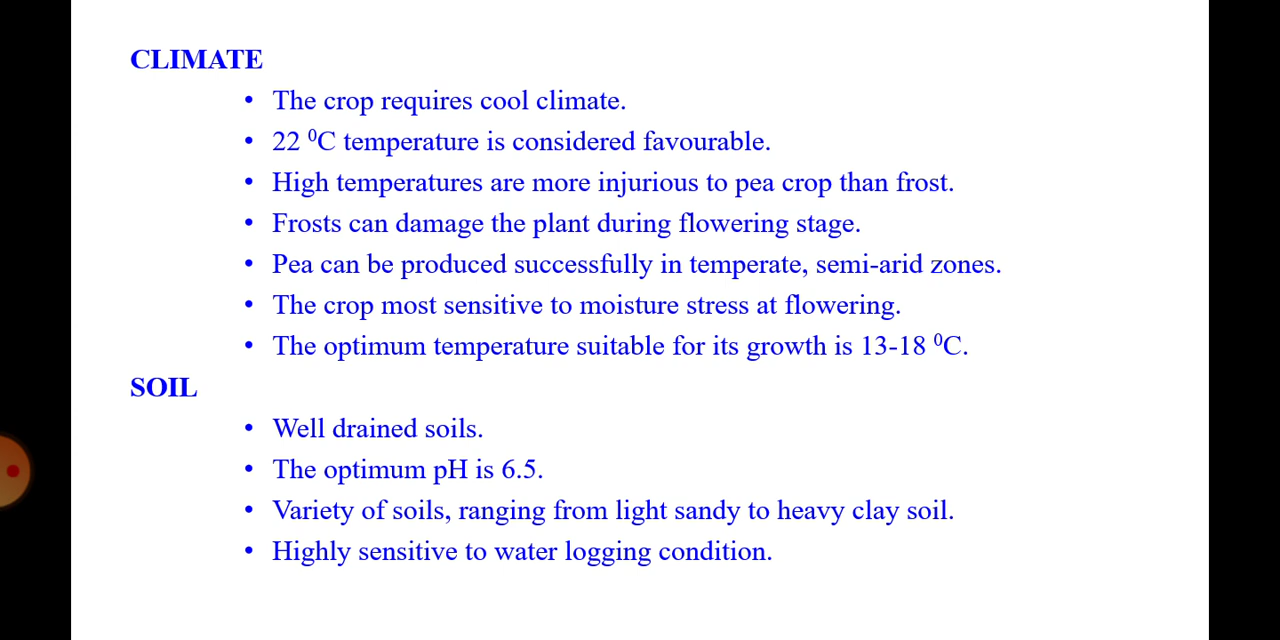 CLIMATE
• The crop requires cool climate.
• 22 ⁰C temperature is considered favourable.
• High temperatures are more injurious to pea crop than frost.
• Frosts can damage the plant during flowering stage.
• Pea can be produced successfully in temperate, semi-arid zones.
• The crop most sensitive to moisture stress at flowering.
• The optimum temperature suitable for its growth is 13-18 ⁰C.
SOIL
• Well drained soils.
• The optimum pH is 6.5.
• Variety of soils, ranging from light sandy to heavy clay soil.
• Highly sensitive to water logging condition.